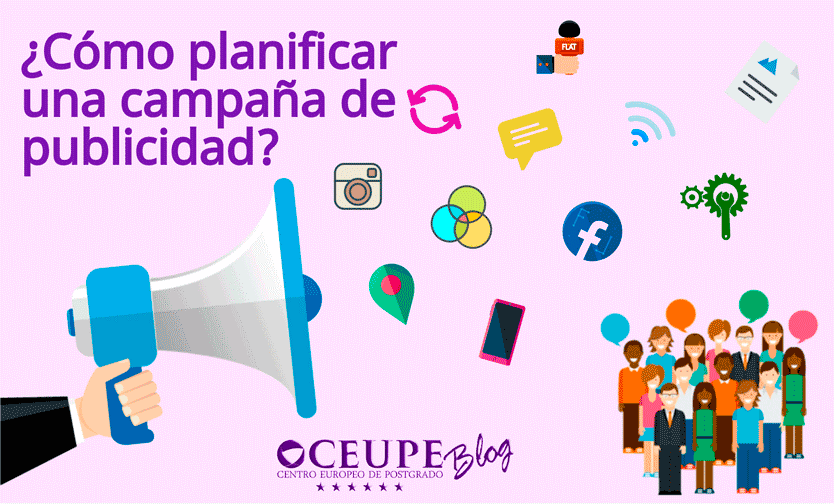 ¿Cómo planificar
una campaña de
publicidad?
FLAT
f
CEUPE Blog
CENTRO EUROPEO DE POSTGRADO